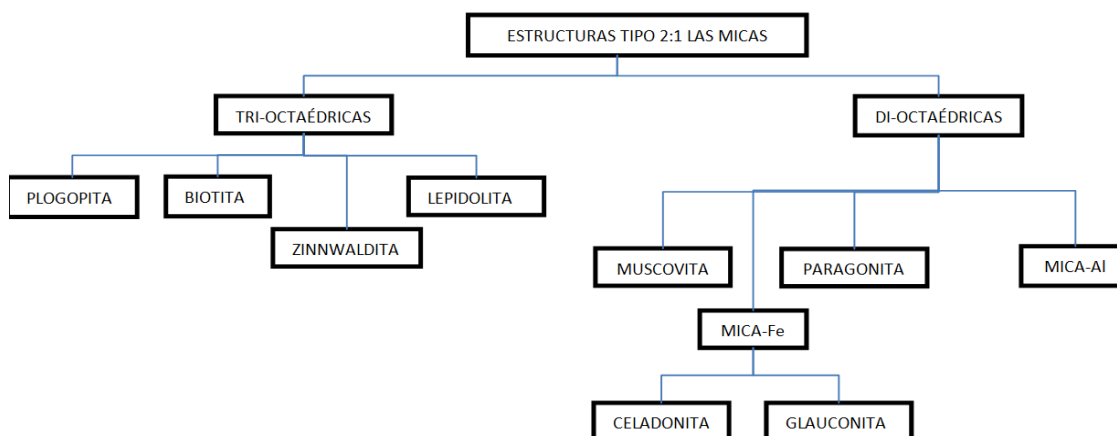 ESTRUCTURAS TIPO 2:1 LAS MICAS
TRI-OCTAÉDRICAS
DI-OCTAÉDRICAS
PLOGOPITA
BIOTITA
LEPIDOLITA
ZINNWALDITA
MUSCOVITA
PARAGONITA
MICA-Al
MICA-Fe
CELADONITA
GLAUCONITA